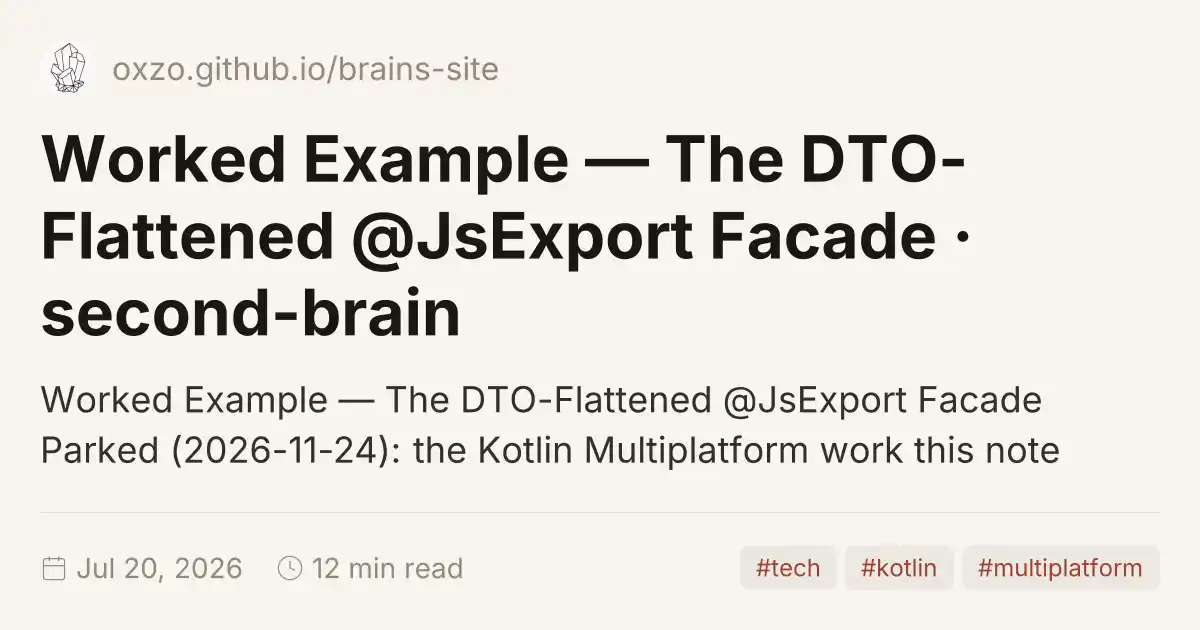 oxzo.github.io/brains-site
Worked Example — The DTO-
Flattened @JsExport Facade ·
second-brain
Worked Example — The DTO-Flattened @JsExport Facade
Parked (2026-11-24): the Kotlin Multiplatform work this note
Jul 20, 2026 12 min read #tech #kotlin #multiplatform